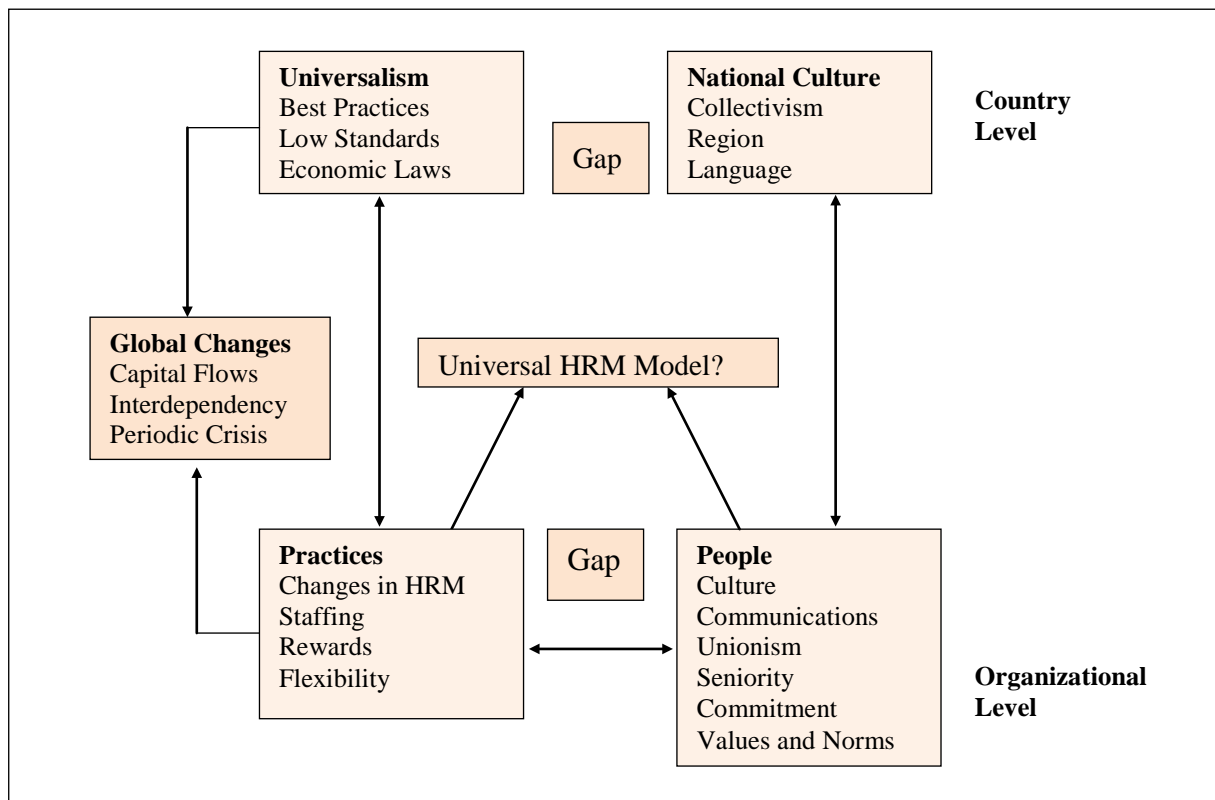 Universalism
Best Practices
Low Standards
Economic Laws
Gap
National Culture
Collectivism
Region
Language
Country
Level
Global Changes
Capital Flows
Interdependency
Periodic Crisis
Universal HRM Model?
Practices
Changes in HRM
Staffing
Rewards
Flexibility
Gap
People
Culture
Communications
Unionism
Seniority
Commitment
Values and Norms
Organizational
Level